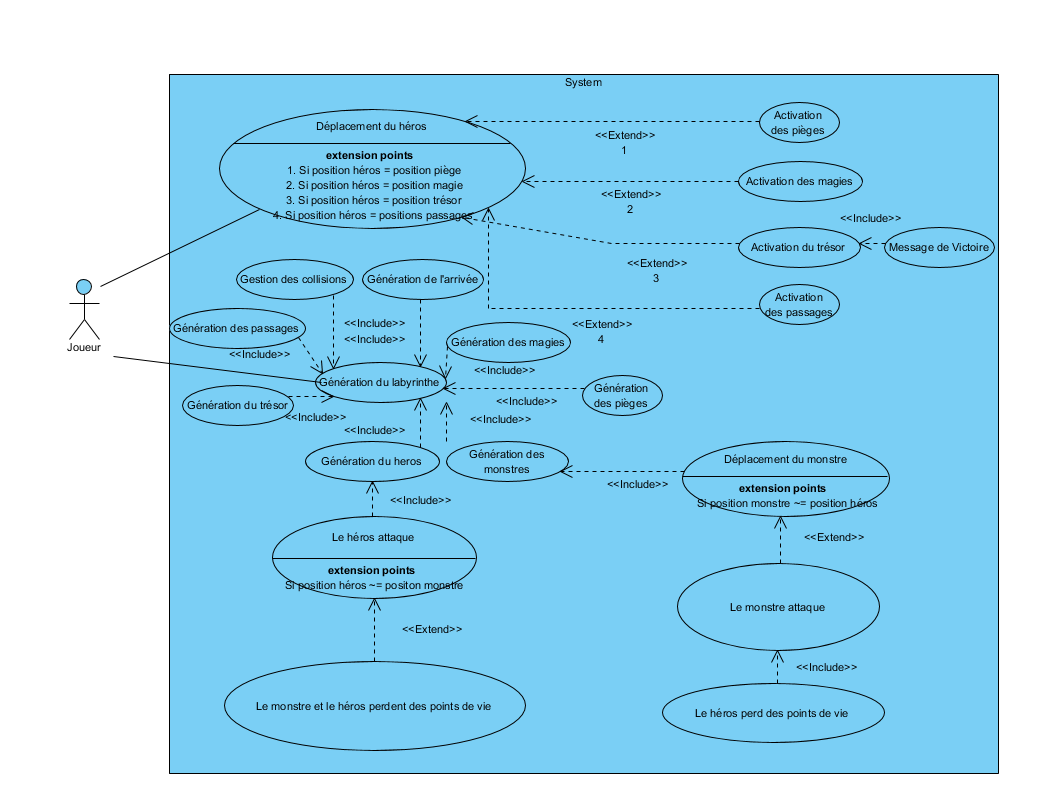 System
Déplacement du héros
extension points
1. Si position héros = position piège
2. Si position héros = position magie
3. Si position héros = position trésor
4. Si position héros = positions passages
Activation
des pièges
<<Extend>>
1
Activation des magies
<<Extend>>
2
<<Include>>
Activation du trésor
Message de Victoire
<<Extend>>
3
Activation
des passages
<<Extend>>
4
Joueur
Gestion des collisions
Génération de l'arrivée
Génération des passages
<<Include>>
<<Include>>
<<Include>>
Génération des magies
<<Include>>
Génération du labyrinthe
Génération
des pièges
<<Include>>
Génération du trésor
<<Include>>
<<Include>>
<<Include>>
Génération du heros
Génération des
monstres
<<Include>>
Déplacement du monstre
extension points
Si position monstre ~= position héros
<<Include>>
Le héros attaque
extension points
Si position héros ~= positon monstre
<<Extend>>
Le monstre attaque
<<Extend>>
<<Include>>
Le monstre et le héros perdent des points de vie
Le héros perd des points de vie